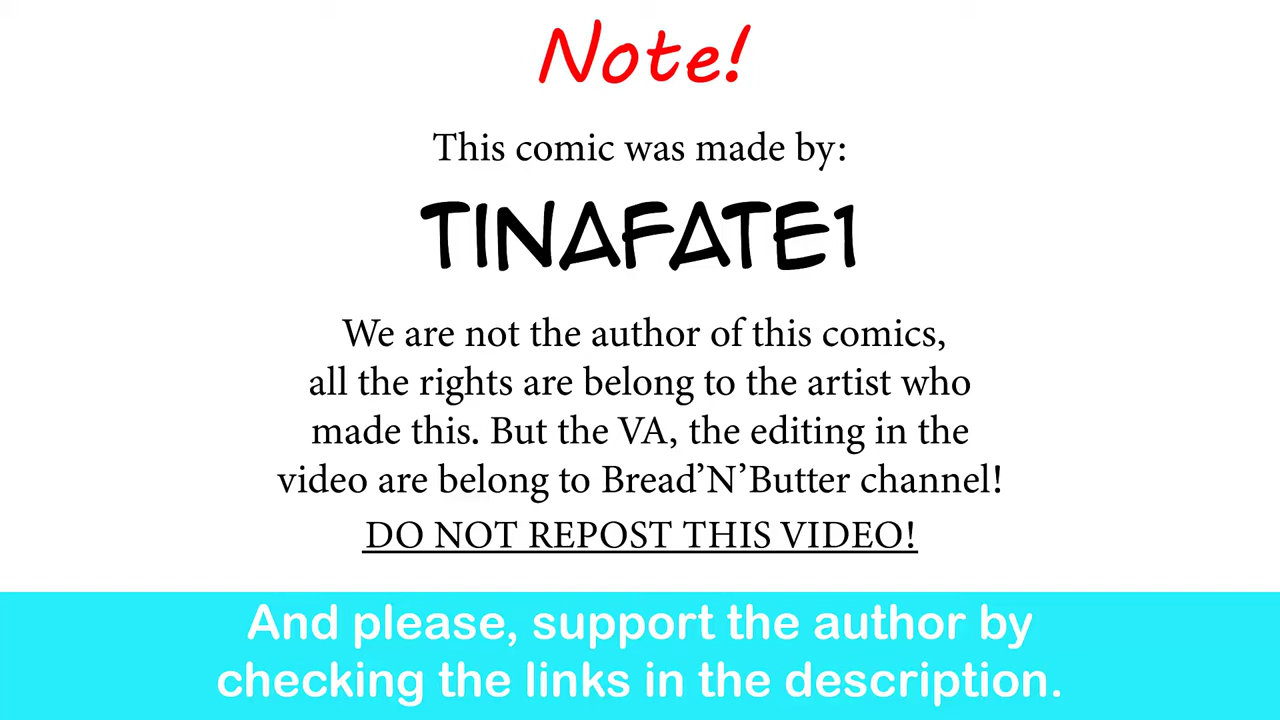 Note!
This comic was made by:
TINAFATE1
We are not the author of this comics,
all the rights are belong to the artist who
made this. But the VA, the editing in the
video are belong to Bread’N’Butter channel!
DO NOT REPOST THIS VIDEO!
And please, support the author by
checking the links in the description.